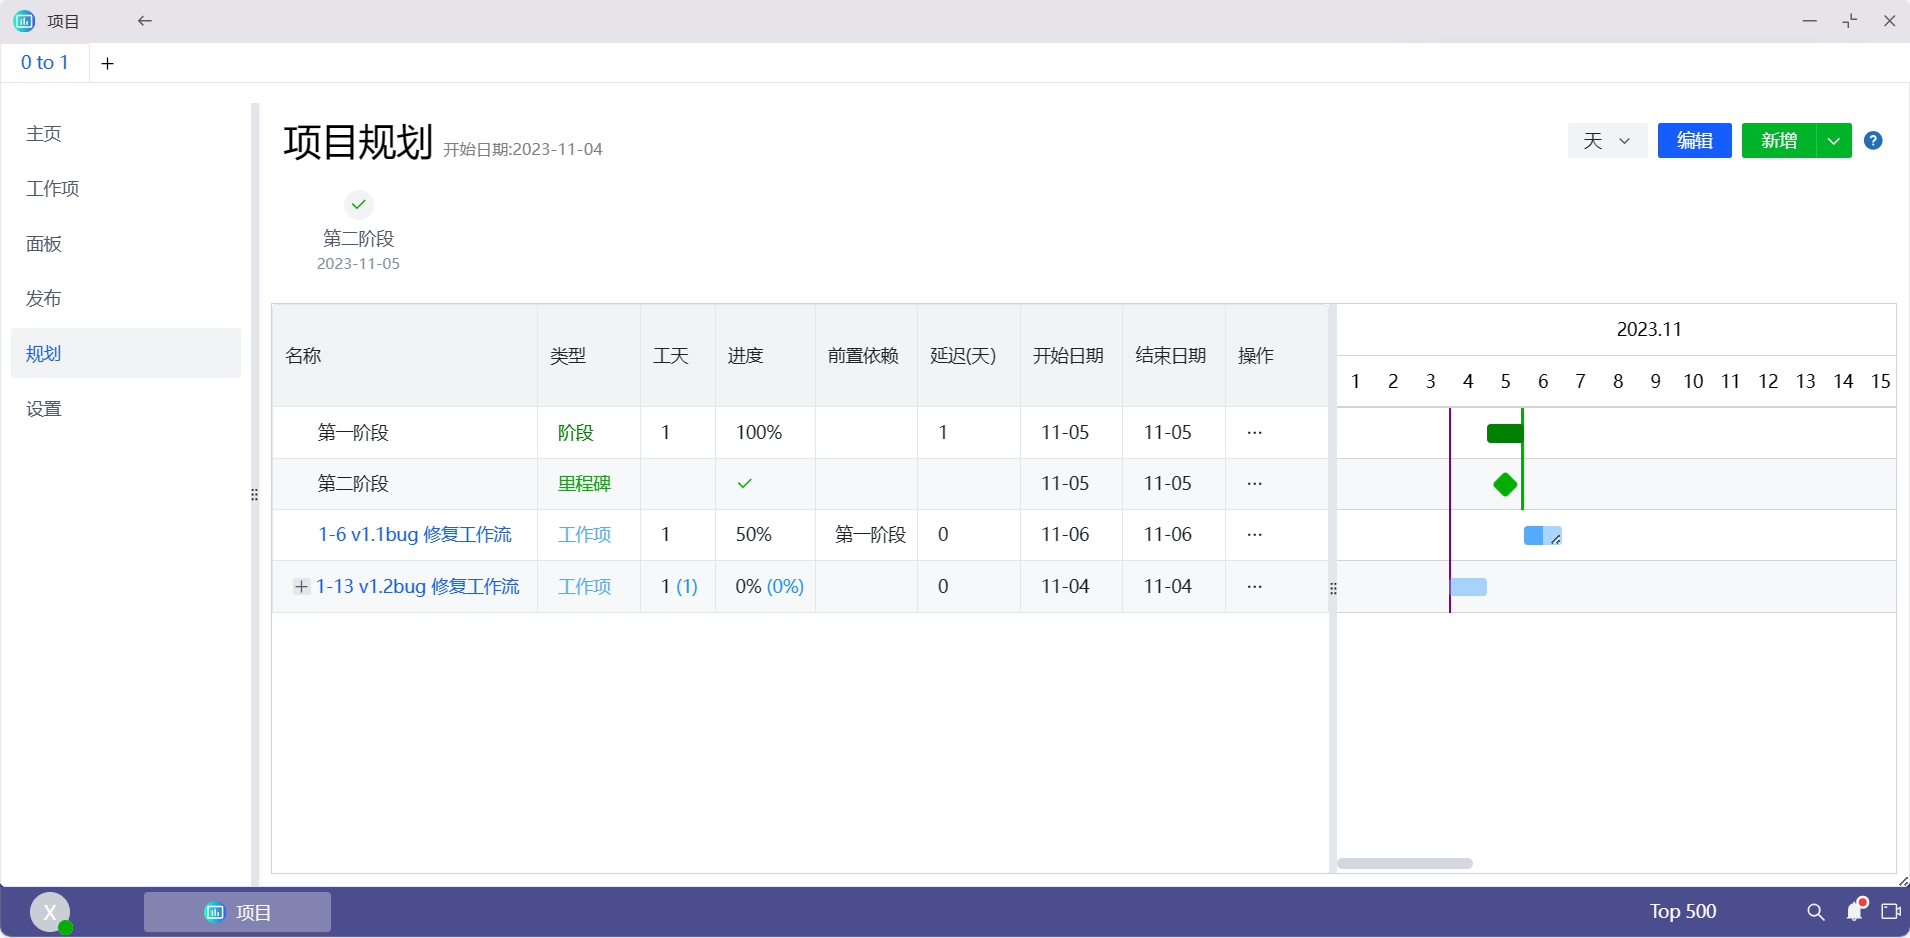 项目
0 to 1
主页
工作项
面板
发布
规划
设置
项目规划 开始日期:2023-11-04
天 编辑 新增
第二阶段
2023-11-05
名称 类型 工天 进度 前置依赖 延迟(天) 开始日期 结束日期 操作
2023.11
1 2 3 4 5 6 7 8 9 10 11 12 13 14 15
第一阶段 阶段 1 100% 1 11-05 11-05 ...
第二阶段 里程碑 11-05 11-05 ...
1-6 v1.1bug 修复工作流 工作项 1 50% 第一阶段 0 11-06 11-06 ...
1-13 v1.2bug 修复工作流 工作项 1 (1) 0% (0%) 0 11-04 11-04 ...
X 项目 Top 500